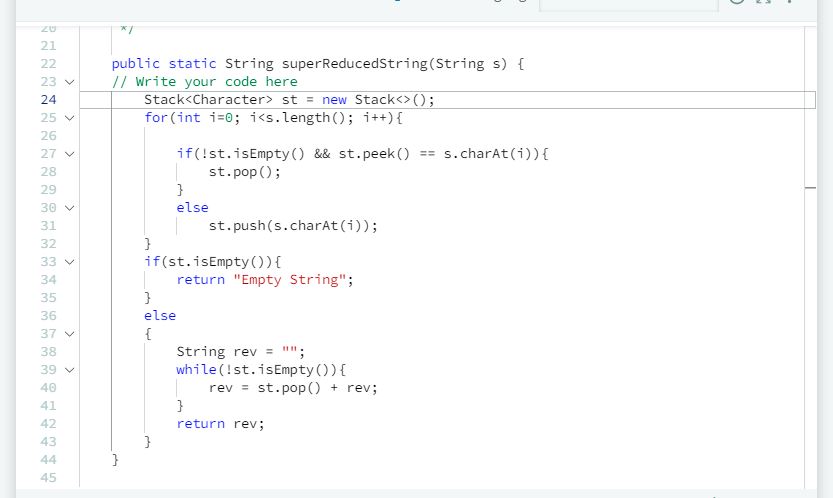 20 */
21
22 public static String superReducedString(String s) {
23 // Write your code here
24 Stack<Character> st = new Stack<>();
25 for(int i=0; i<s.length(); i++){
26
27 if(!st.isEmpty() && st.peek() == s.charAt(i)){
28 st.pop();
29 }
30 else
31 st.push(s.charAt(i));
32 }
33 if(st.isEmpty()){
34 return "Empty String";
35 }
36 else
37 {
38 String rev = "";
39 while(!st.isEmpty()){
40 rev = st.pop() + rev;
41 }
42 return rev;
43 }
44 }
45